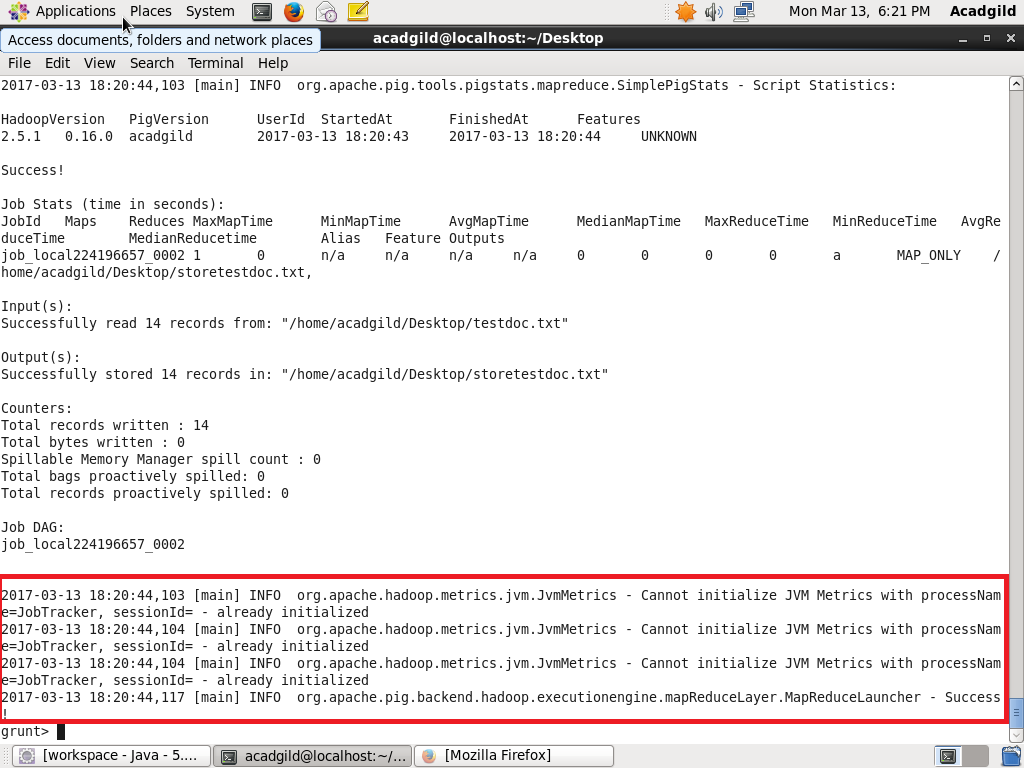 Applications Places System Mon Mar 13, 6:21 PM Acadgild
Access documents, folders and network places
acadgild@localhost:~/Desktop
File Edit View Search Terminal Help
2017-03-13 18:20:44,103 [main] INFO  org.apache.pig.tools.pigstats.mapreduce.SimplePigStats - Script Statistics:
HadoopVersion   PigVersion      UserId  StartedAt       FinishedAt      Features
2.5.1   0.16.0  acadgild        2017-03-13 18:20:43     2017-03-13 18:20:44     UNKNOWN
Success!
Job Stats (time in seconds):
JobId   Maps    Reduces MaxMapTime      MinMapTime      AvgMapTime      MedianMapTime   MaxReduceTime   MinReduceTime   AvgRe
duceTime        MedianReducetime        Alias   Feature Outputs
job_local224196657_0002 1       0       n/a     n/a     n/a     n/a     0       0       0       0       a       MAP_ONLY    /
home/acadgild/Desktop/storetestdoc.txt,
Input(s):
Successfully read 14 records from: "/home/acadgild/Desktop/testdoc.txt"
Output(s):
Successfully stored 14 records in: "/home/acadgild/Desktop/storetestdoc.txt"
Counters:
Total records written : 14
Total bytes written : 0
Spillable Memory Manager spill count : 0
Total bags proactively spilled: 0
Total records proactively spilled: 0
Job DAG:
job_local224196657_0002
2017-03-13 18:20:44,103 [main] INFO  org.apache.hadoop.metrics.jvm.JvmMetrics - Cannot initialize JVM Metrics with processNam
e=JobTracker, sessionId= - already initialized
2017-03-13 18:20:44,104 [main] INFO  org.apache.hadoop.metrics.jvm.JvmMetrics - Cannot initialize JVM Metrics with processNam
e=JobTracker, sessionId= - already initialized
2017-03-13 18:20:44,104 [main] INFO  org.apache.hadoop.metrics.jvm.JvmMetrics - Cannot initialize JVM Metrics with processNam
e=JobTracker, sessionId= - already initialized
2017-03-13 18:20:44,117 [main] INFO  org.apache.pig.backend.hadoop.executionengine.mapReduceLayer.MapReduceLauncher - Success
!
grunt>
[workspace - Java - 5.... acadgild@localhost:~/... [Mozilla Firefox]